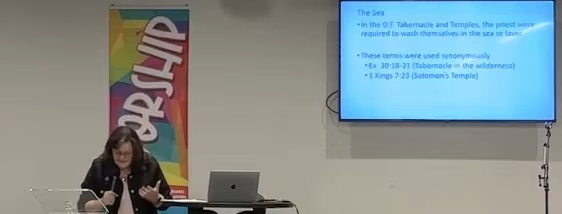 WORSHIP
The Sea
•In the O.T. Tabernacle and Temples, the priest were
required to wash themselves in the sea or laver.
•These terms were used synonymously.
•Ex. 30:18-21 (Tabernacle in the wilderness)
•1 Kings 7:23 (Solomon's Temple)